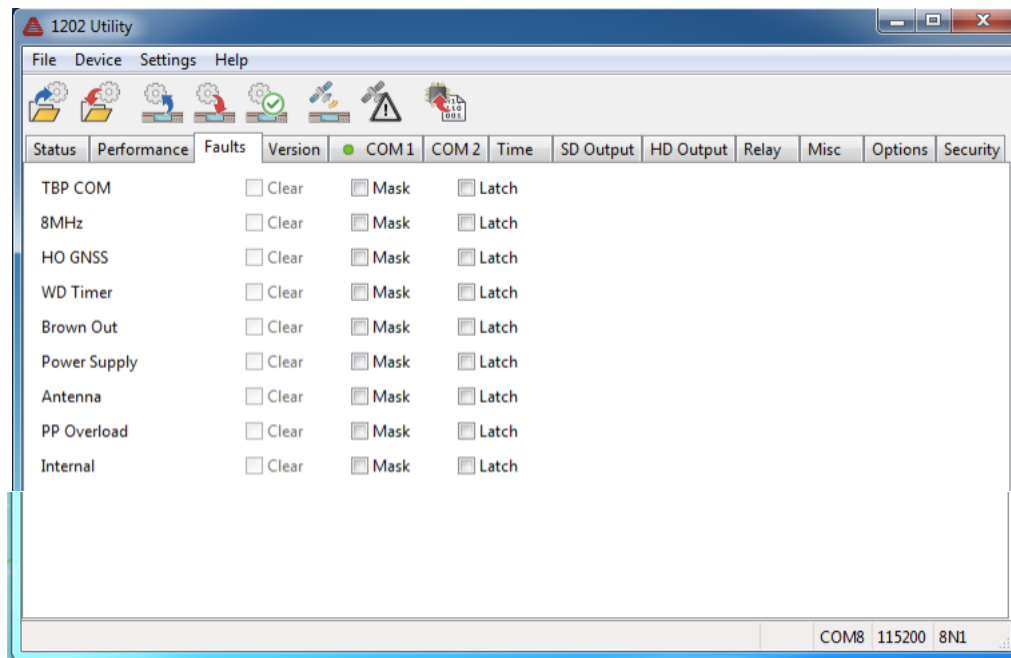 1202 Utility
File Device Settings Help
Status Performance Faults Version COM 1 COM 2 Time SD Output HD Output Relay Misc Options Security
TBP COM Clear Mask Latch
8MHz Clear Mask Latch
HO GNSS Clear Mask Latch
WD Timer Clear Mask Latch
Brown Out Clear Mask Latch
Power Supply Clear Mask Latch
Antenna Clear Mask Latch
PP Overload Clear Mask Latch
Internal Clear Mask Latch
COM8 115200 8N1